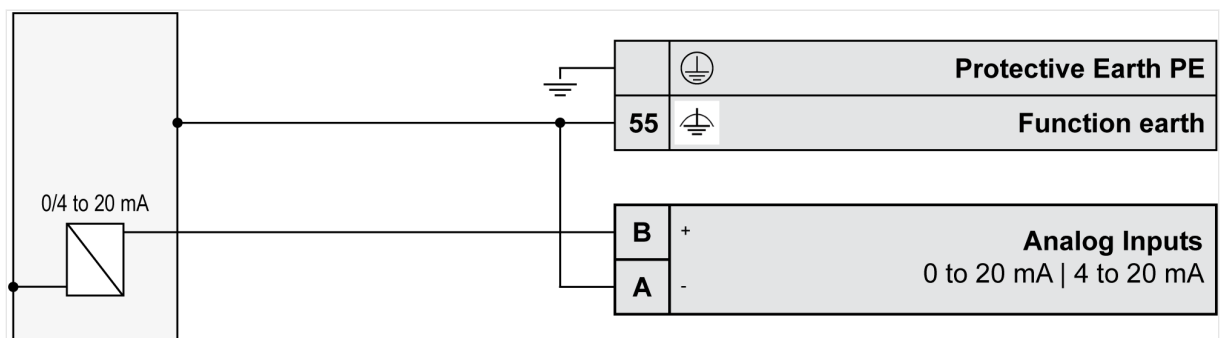 Protective Earth PE
55 Function earth
0/4 to 20 mA
B + Analog Inputs
0 to 20 mA | 4 to 20 mA
A -